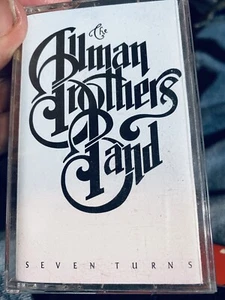 The
Allman
Brothers
Band
SEVEN TURNS